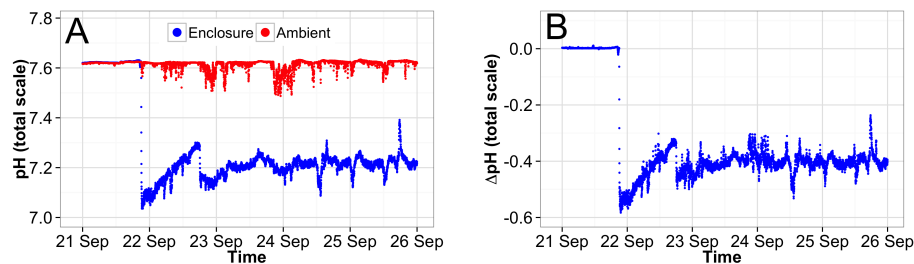 A
Enclosure Ambient
pH (total scale)
7.8
7.6
7.4
7.2
7.0
21 Sep 22 Sep 23 Sep 24 Sep 25 Sep 26 Sep
Time
B
ΔpH (total scale)
0.0
-0.2
-0.4
-0.6
21 Sep 22 Sep 23 Sep 24 Sep 25 Sep 26 Sep
Time